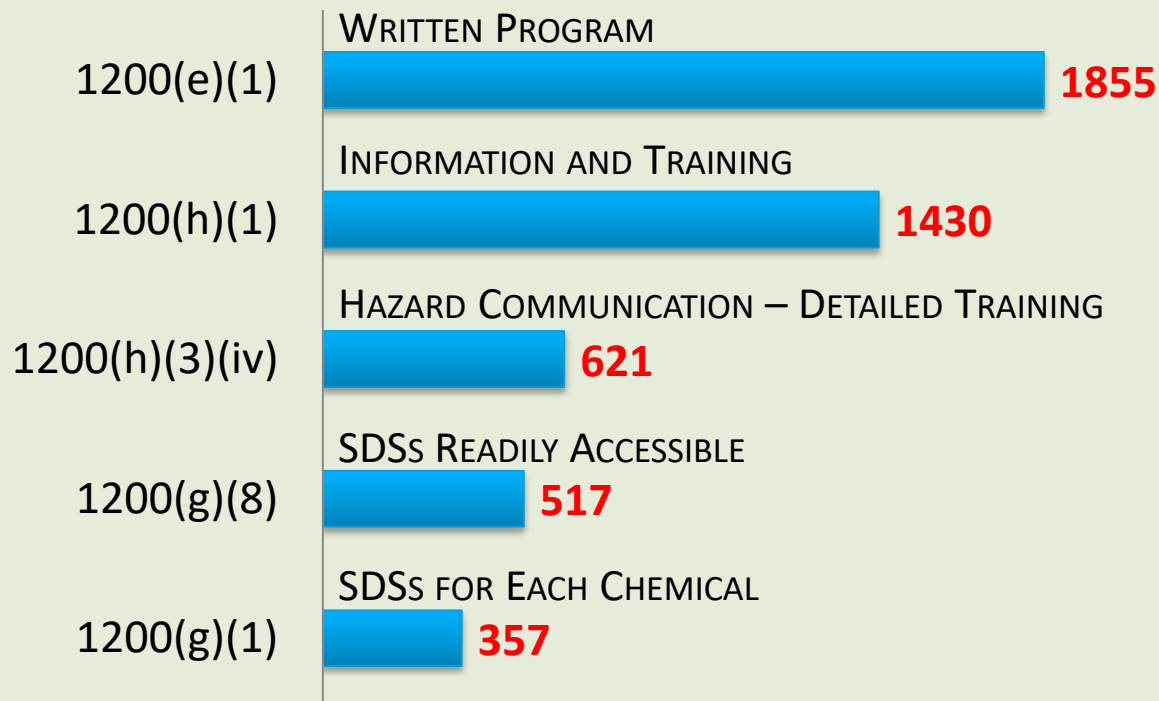 WRITTEN PROGRAM
1200(e)(1) 1855
INFORMATION AND TRAINING
1200(h)(1) 1430
HAZARD COMMUNICATION – DETAILED TRAINING
1200(h)(3)(iv) 621
SDSs READILY ACCESSIBLE
1200(g)(8) 517
SDSs FOR EACH CHEMICAL
1200(g)(1) 357